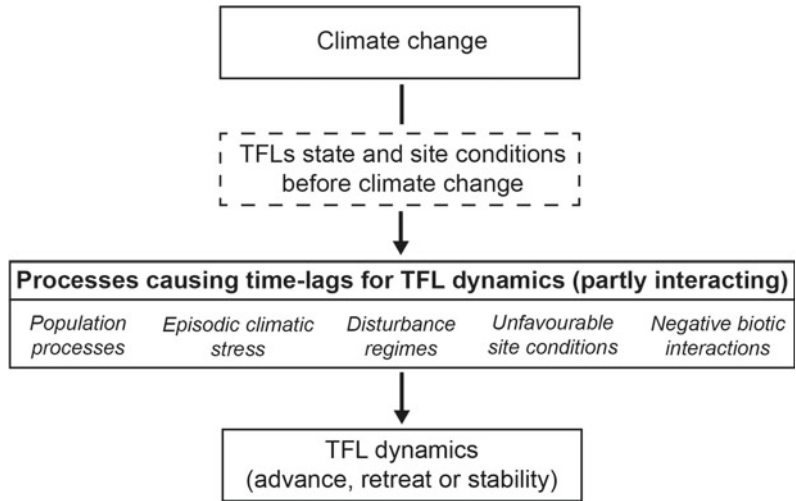 Climate change
TFLs state and site conditions
before climate change
Processes causing time-lags for TFL dynamics (partly interacting)
Population
processes
Episodic climatic
stress
Disturbance
regimes
Unfavourable
site conditions
Negative biotic
interactions
TFL dynamics
(advance, retreat or stability)